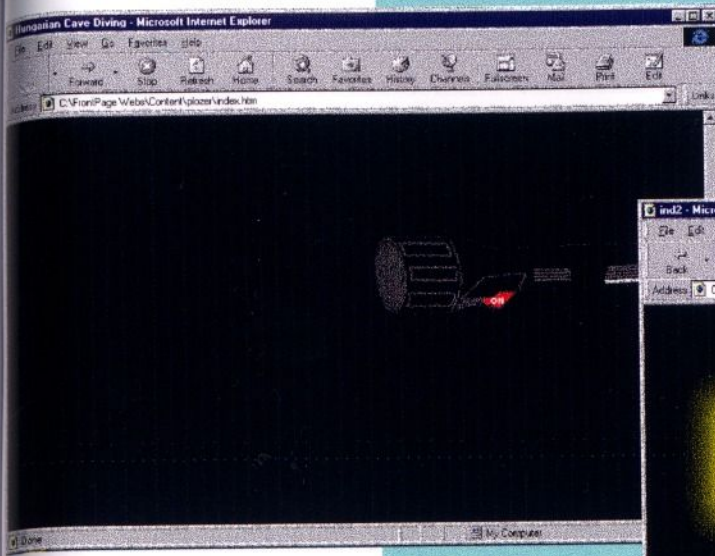 Hungarian Cave Diving - Microsoft Internet Explorer
File Edit View Go Favorites Help
Forward Stop Refresh Home Search Favorites History Channels Fullscreen Mail Print Edit
Address C:\FrontPage Webs\Content\plozer\index.htm Links
ON
Done My Computer
ind2 - Micr
File Edit
Back
Address C